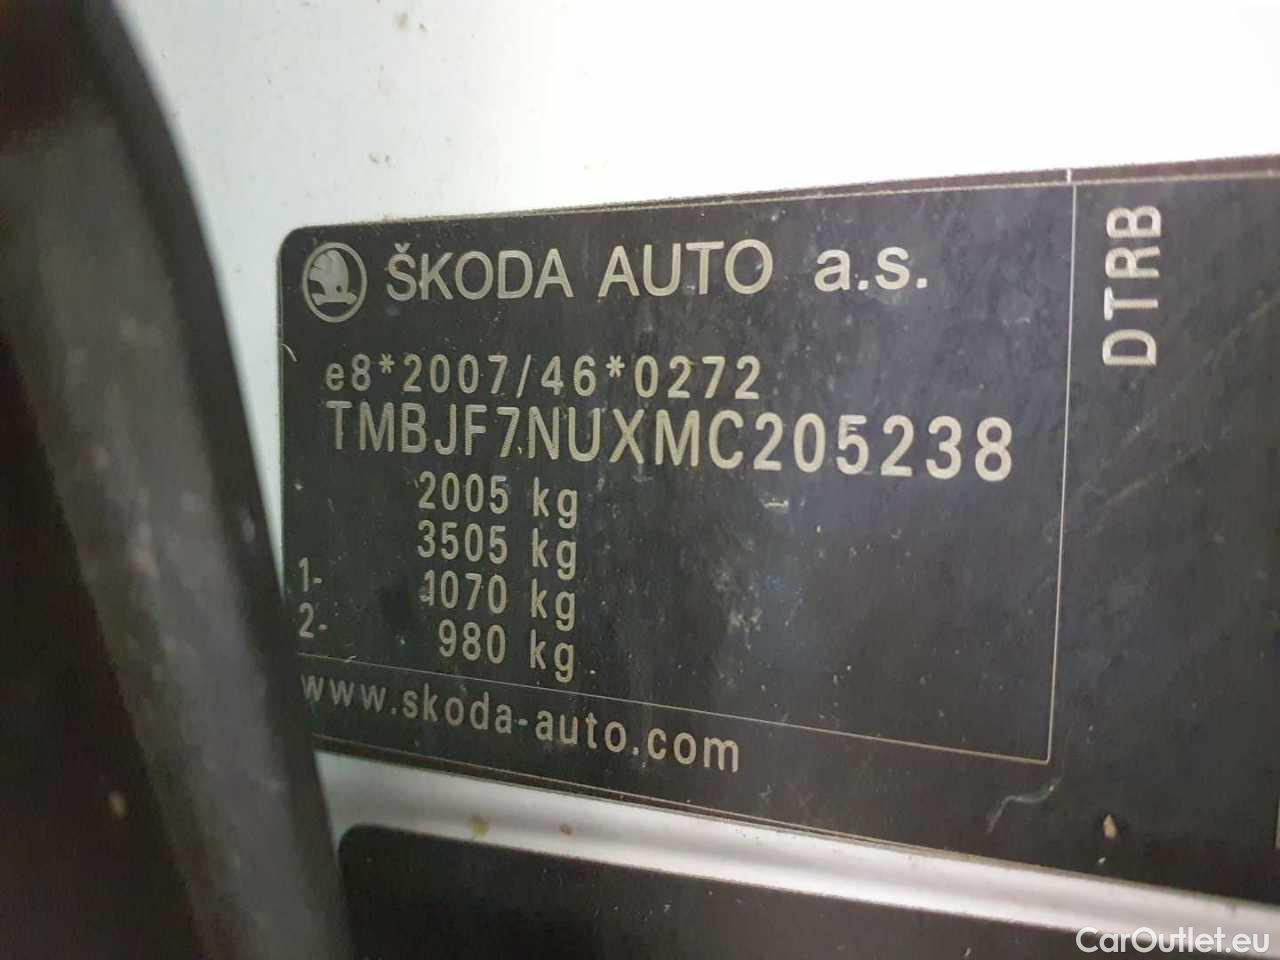 ŠKODA AUTO a.s.
e8*2007/46*0272
TMBJF7NUXMC205238
2005 kg
3505 kg
1- 1070 kg
2- 980 kg
www.skoda-auto.com
DTRB
CarOutlet.eu